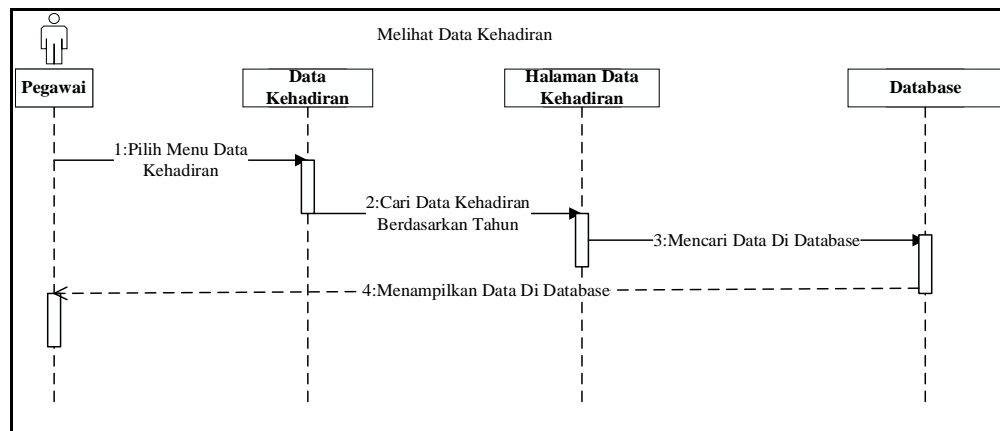 Melihat Data Kehadiran
Pegawai
Data
Kehadiran
Halaman Data
Kehadiran
Database
1:Pilih Menu Data
Kehadiran
2:Cari Data Kehadiran
Berdasarkan Tahun
3:Mencari Data Di Database
4:Menampilkan Data Di Database